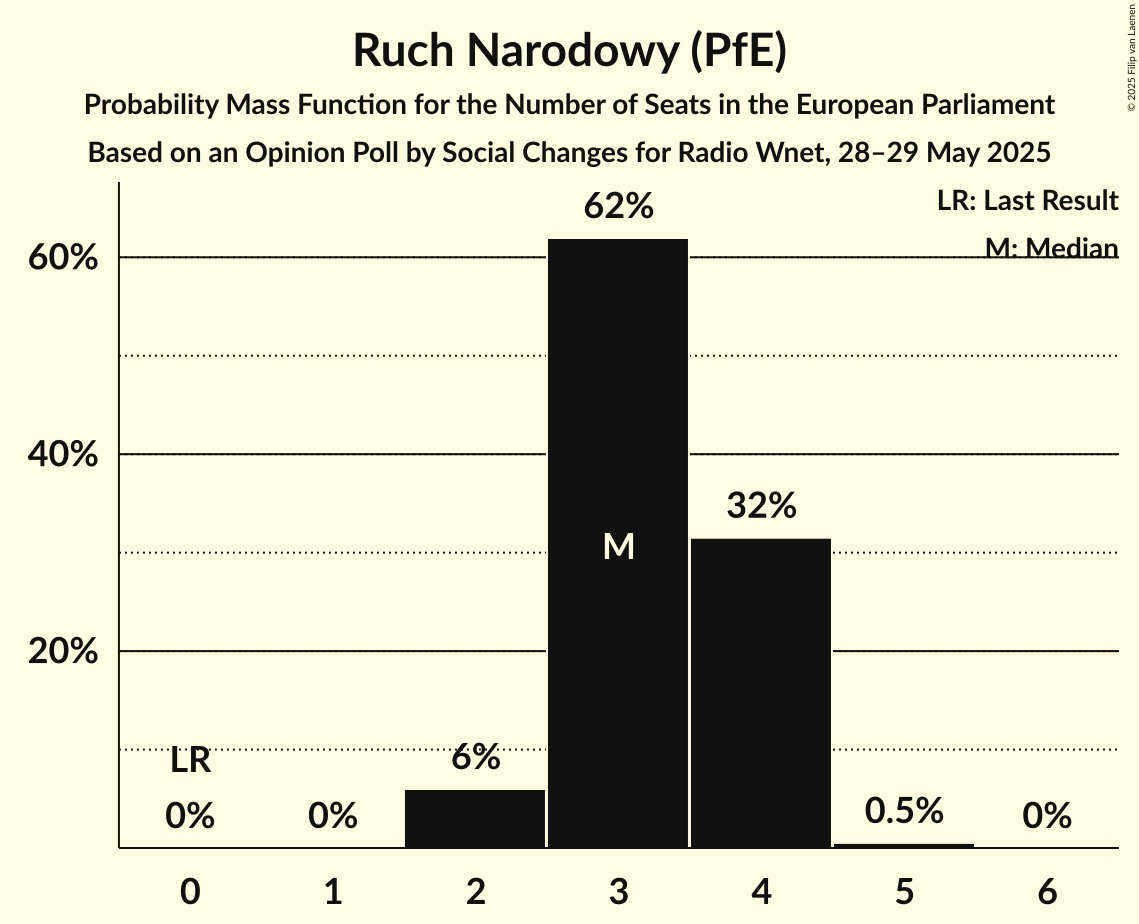 Ruch Narodowy (PfE)
Probability Mass Function for the Number of Seats in the European Parliament
Based on an Opinion Poll by Social Changes for Radio Wnet, 28–29 May 2025
© 2025 Filip van Laenen
LR: Last Result
M: Median
60%
40%
20%
62%
M
32%
LR
0%
0%
6%
0.5%
0%
0
1
2
3
4
5
6